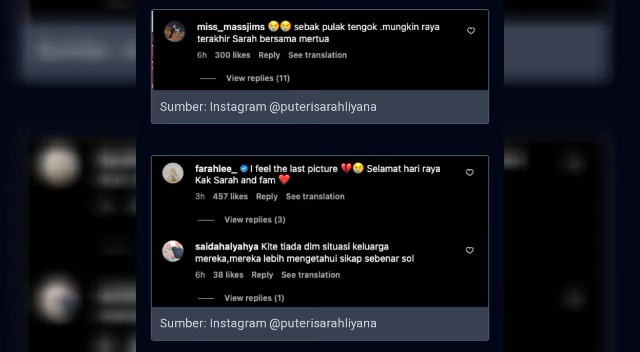 miss_massjims 😢😢 sebak pulak tengok .mungkin raya
terakhir Sarah bersama mertua
6h 300 likes Reply See translation
View replies (11)
Sumber: Instagram @puterisarahliyana
farahlee_ I feel the last picture 💔😢 Selamat hari raya
Kak Sarah and fam ❤️
3h 457 likes Reply See translation
View replies (3)
saidahalyahya Kite tiada dlm situasi keluarga
mereka,mereka lebih mengetahui sikap sebenar sol
6h 38 likes Reply See translation
View replies (1)
Sumber: Instagram @puterisarahliyana